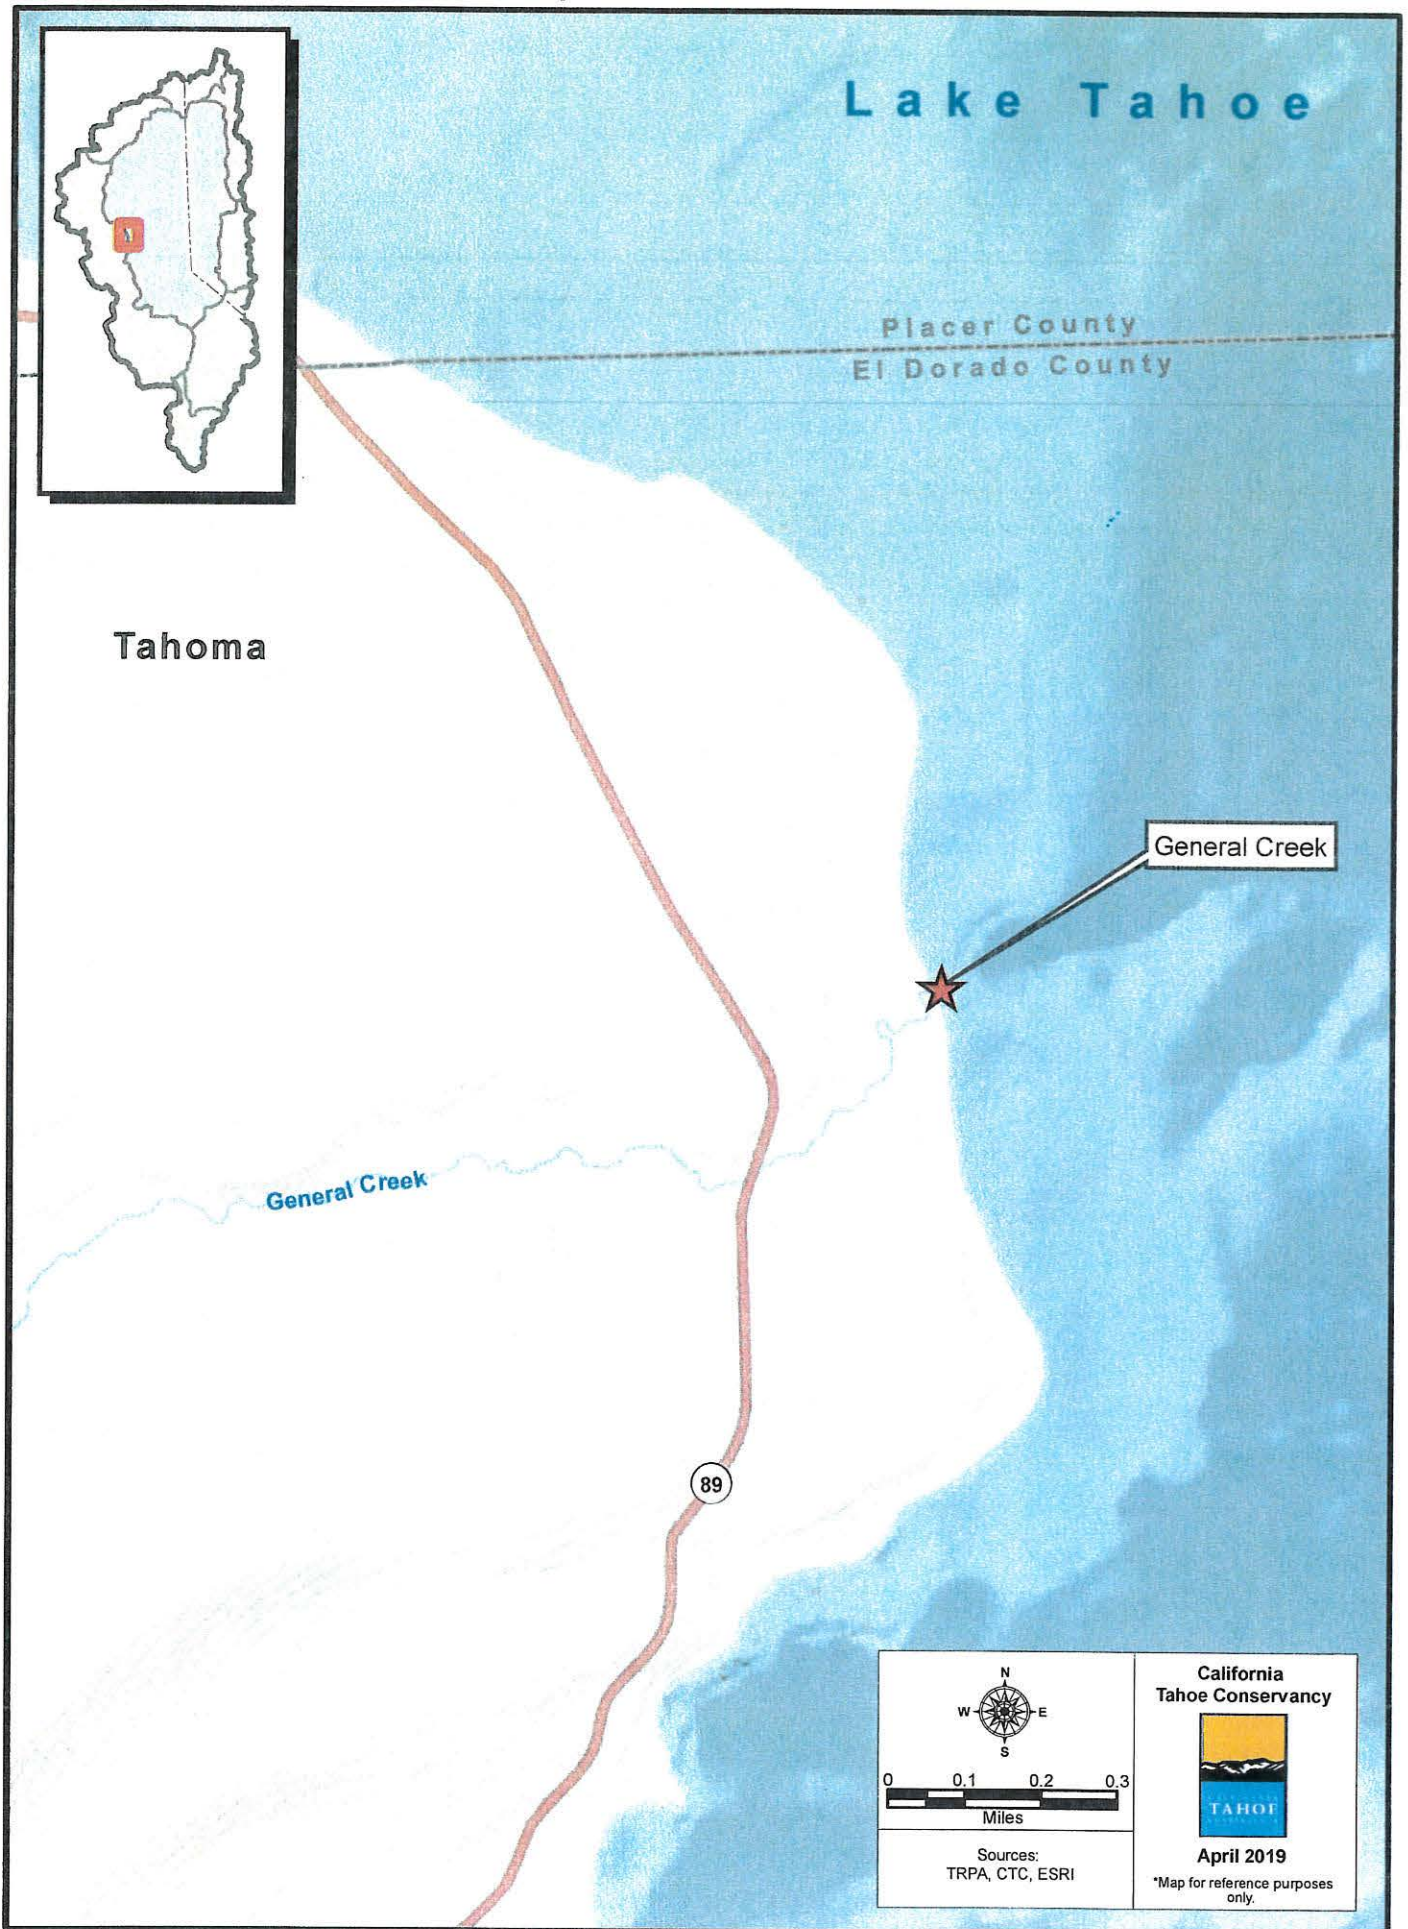 Lake Tahoe
Placer County
El Dorado County
Tahoma
General Creek
General Creek
89
N
W
E
S
0 0.1 0.2 0.3
Miles
Sources:
TRPA, CTC, ESRI
California
Tahoe Conservancy
TAHOE
April 2019
*Map for reference purposes
only.